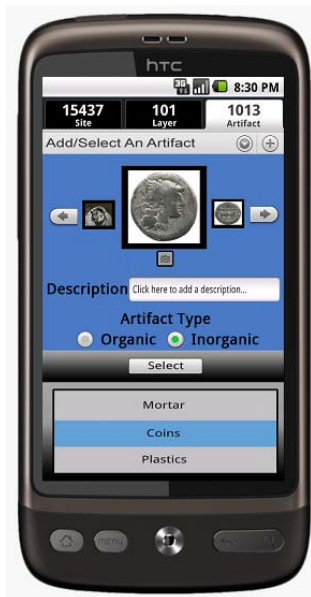 htc
3G
8:30 PM
15437 101 1013
Site Layer Artifact
Add/Select An Artifact
Description Click here to add a description...
Artifact Type
Organic Inorganic
Select
Mortar
Coins
Plastics
menu